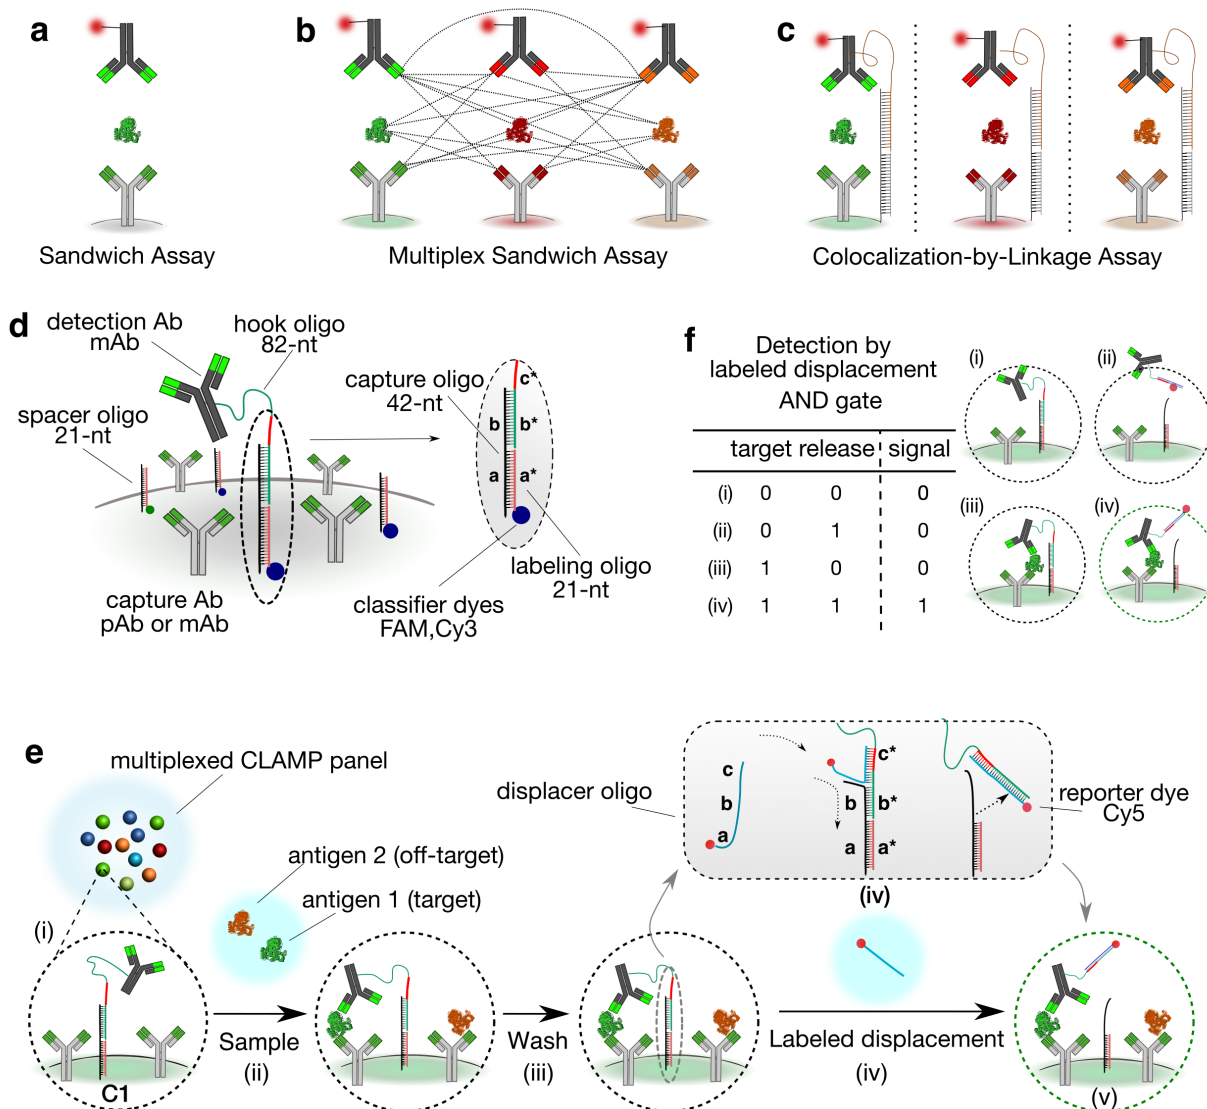 a
b
c
Sandwich Assay
Multiplex Sandwich Assay
Colocalization-by-Linkage Assay
d
detection Ab
mAb
hook oligo
82-nt
spacer oligo
21-nt
capture oligo
42-nt
c*
b
b*
a
a*
labeling oligo
21-nt
capture Ab
pAb or mAb
classifier dyes
FAM,Cy3
f
Detection by
labeled displacement
AND gate
target release signal
(i) 0 0 0
(ii) 0 1 0
(iii) 1 0 0
(iv) 1 1 1
(i)
(ii)
(iii)
(iv)
e
multiplexed CLAMP panel
antigen 2 (off-target)
antigen 1 (target)
(i)
C1
Sample
(ii)
Wash
(iii)
displacer oligo
c
b
a
c*
b
b*
a
a*
(iv)
reporter dye
Cy5
Labeled displacement
(iv)
(v)